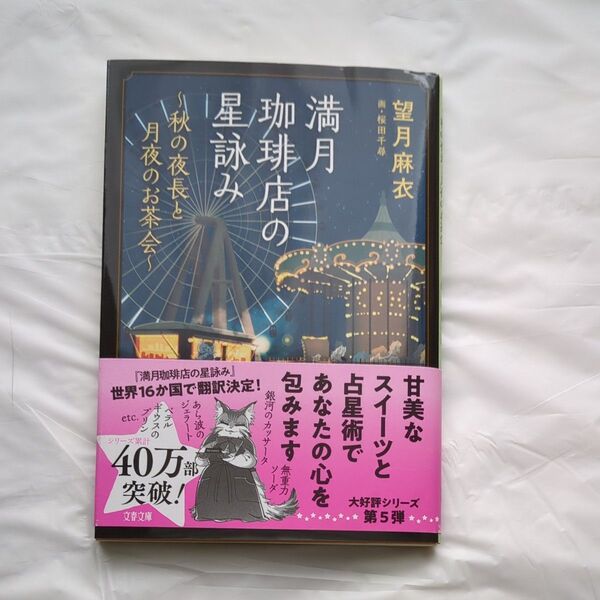 望月麻衣
画・桜田千尋
満月
珈琲店の
星詠み
～秋の夜長と
月夜のお茶会～
甘美な
スイーツと
占星術で
あなたの心を
包みます
『満月珈琲店の星詠み』
世界16か国で翻訳決定！
銀河のカッサータ
無重力
ソーダ
あま波の
ジェラート
ベテル
ギウスの
プリン
etc.
シリーズ累計
40万部
突破！
文春文庫
大好評シリーズ
第5弾